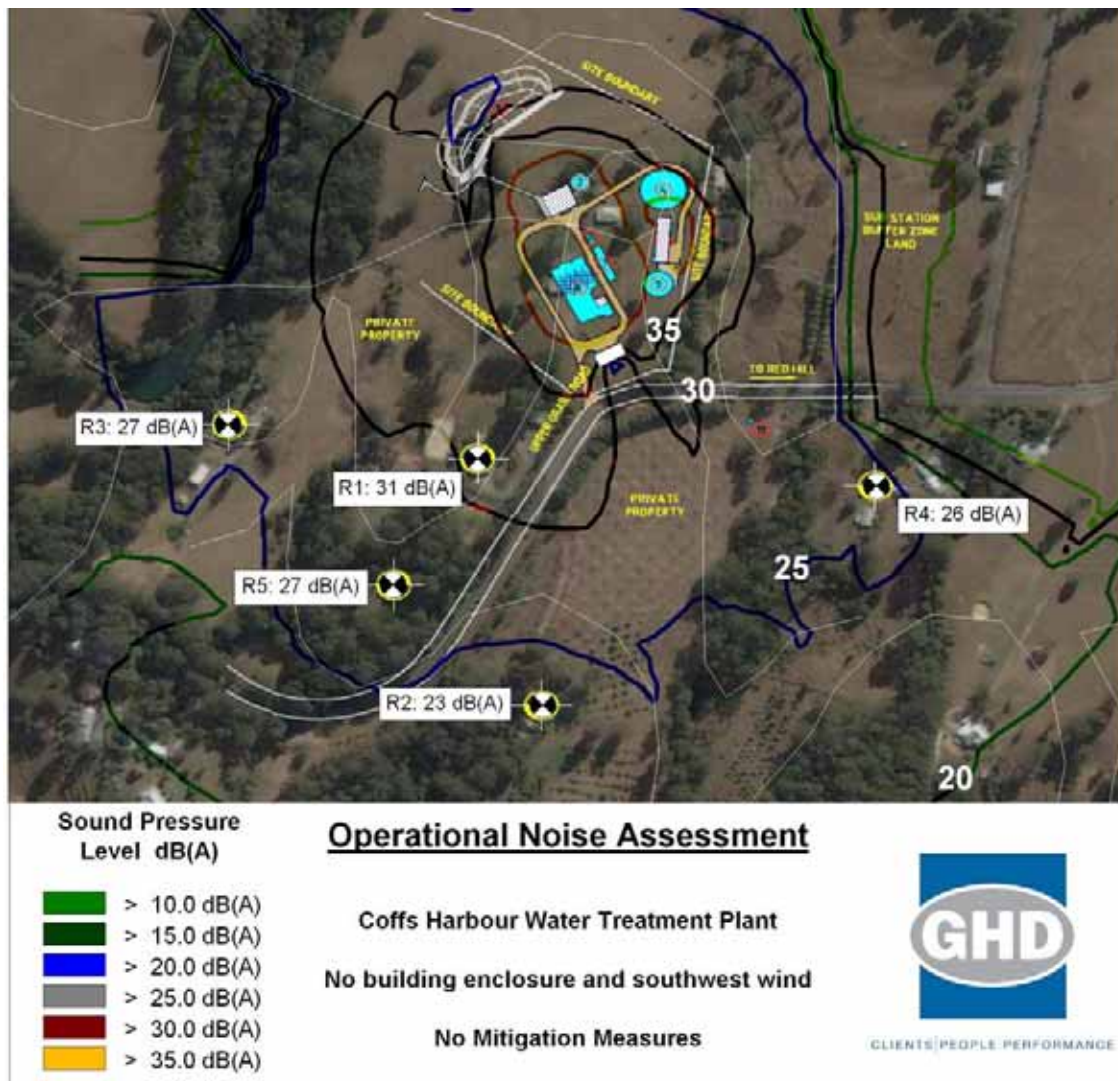 SITE BOUNDARY
SUB STATION
BUFFER ZONE
LAND
SITE BOUNDARY
SITE BOUNDAR
PRIVATE
PROPERTY
35
TO RED HILL
30
R3: 27 dB(A)
R1: 31 dB(A)
PRIVATE
PROPERTY
R4: 26 dB(A)
25
R5: 27 dB(A)
R2: 23 dB(A)
20
Sound Pressure
Level dB(A)
> 10.0 dB(A)
> 15.0 dB(A)
> 20.0 dB(A)
> 25.0 dB(A)
> 30.0 dB(A)
> 35.0 dB(A)
Operational Noise Assessment
Coffs Harbour Water Treatment Plant
No building enclosure and southwest wind
No Mitigation Measures
GHD
CLIENTS|PEOPLE PERFORMANCE